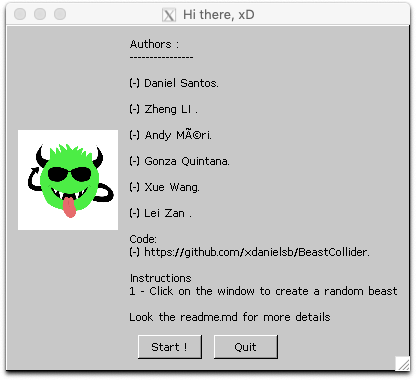 Hi there, xD
Authors :
----------------
(-) Daniel Santos.
(-) Zheng LI .
(-) Andy MÃ©ri.
(-) Gonza Quintana.
(-) Xue Wang.
(-) Lei Zan .
Code:
(-) https://github.com/xdanielsb/BeastCollider.
Instructions
1 - Click on the window to create a random beast
Look the readme.md for more details
Start !
Quit